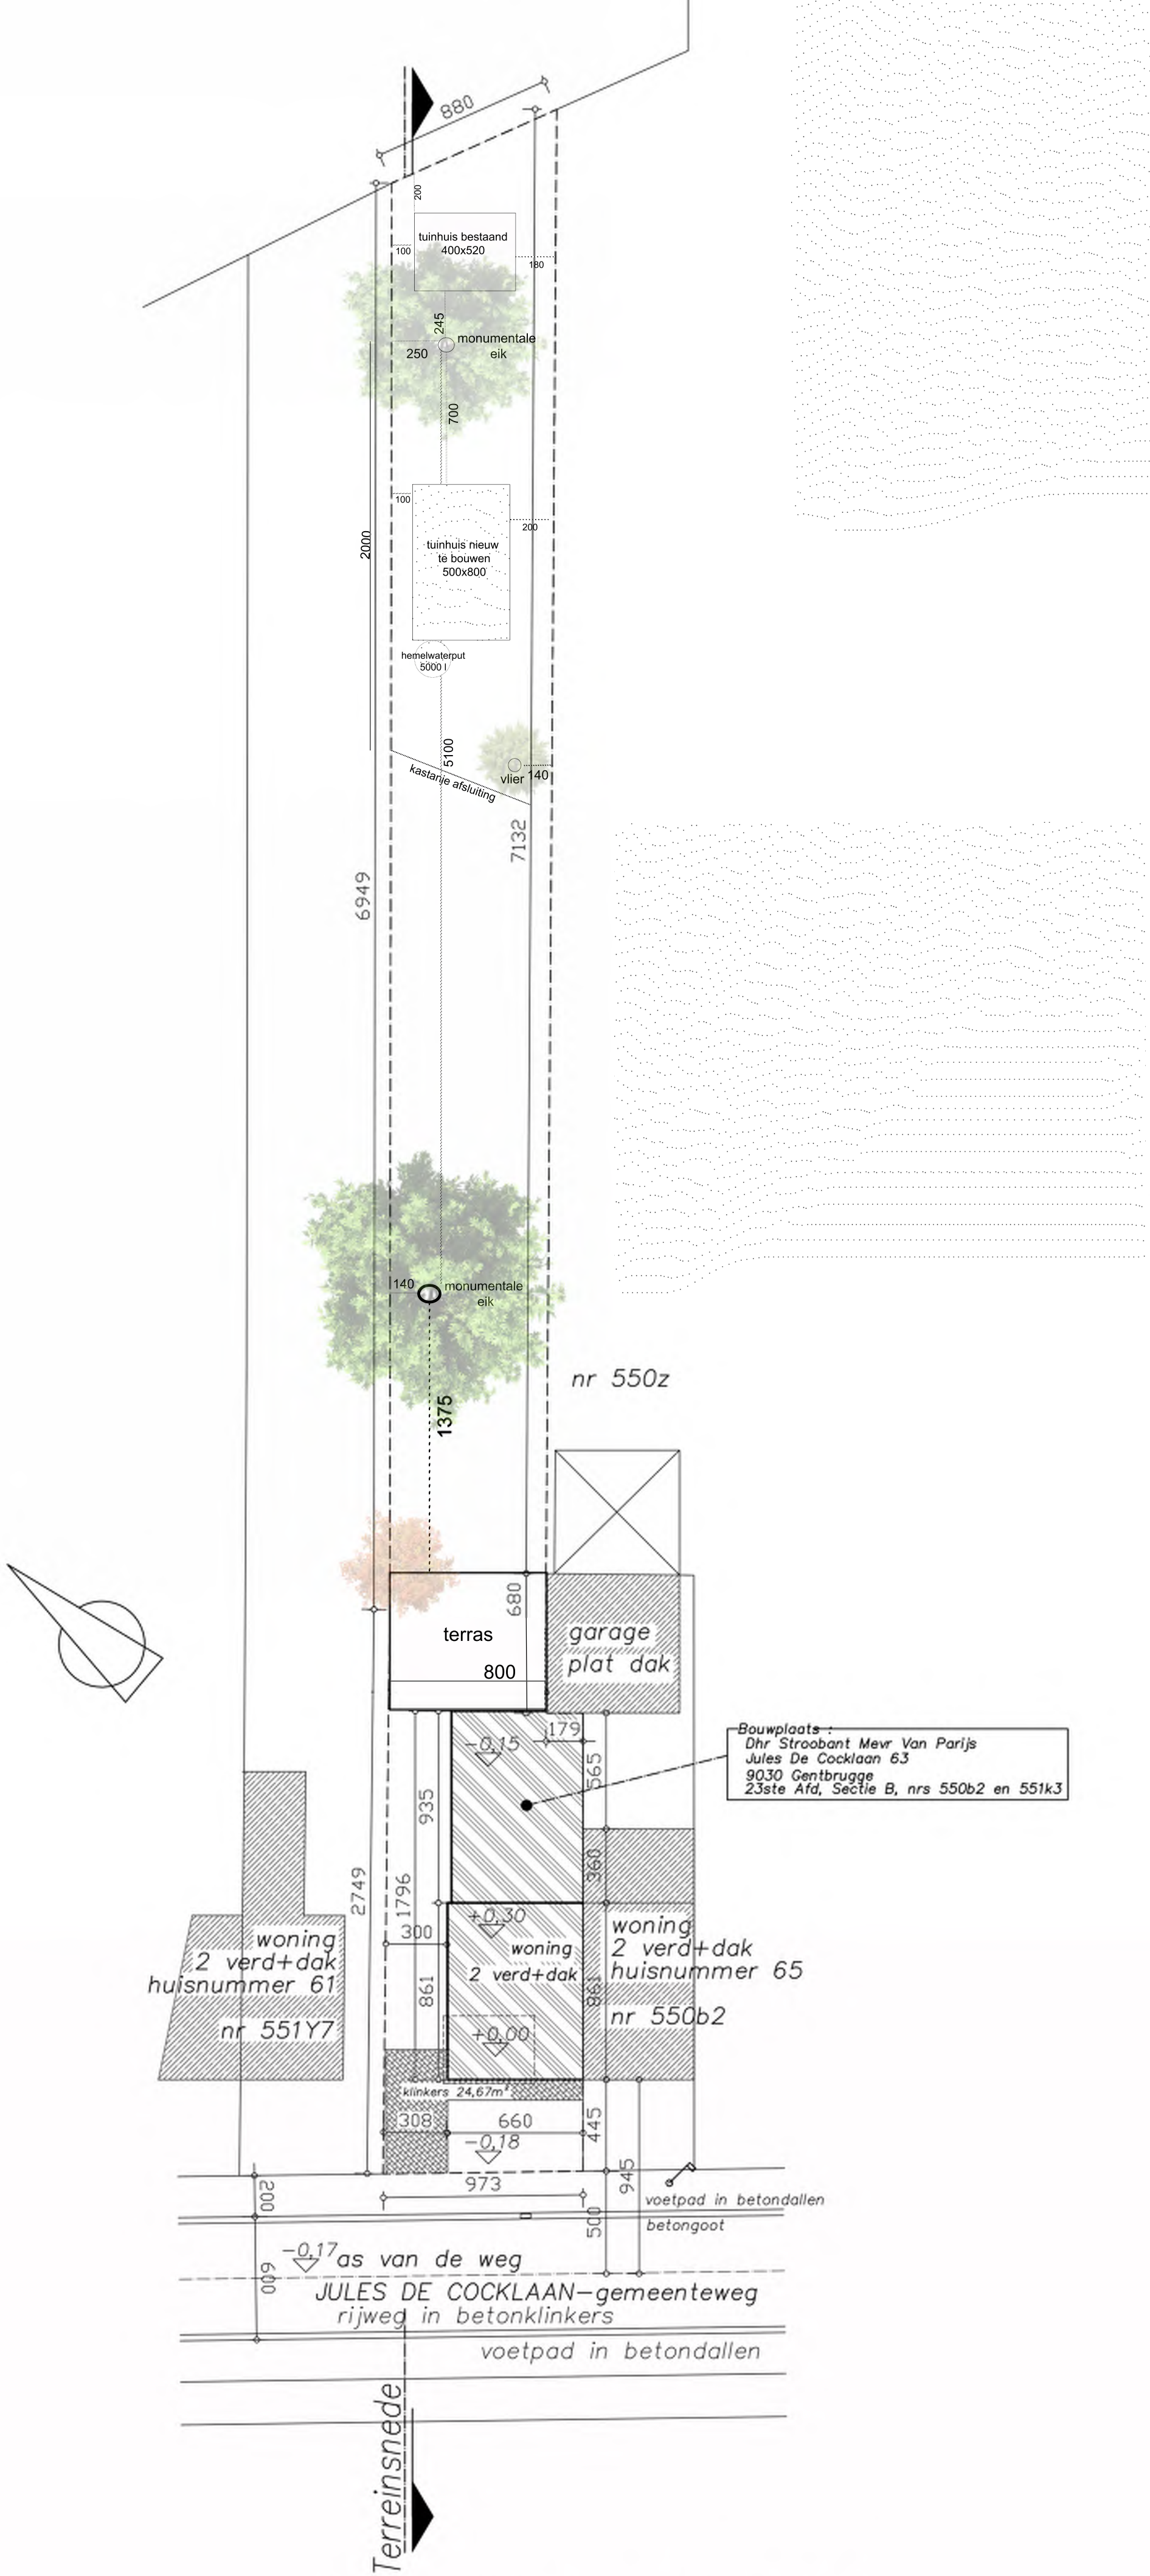 880
200
tuinhuis bestaand
400x520
100
180
245
monumentale
eik
250
700
100
200
2000
tuinhuis nieuw
te bouwen
500x800
hemelwaterput
5000 l
5100
vlier
140
kastanje afsluiting
7132
6949
140
monumentale
eik
nr 550z
1375
680
terras
800
garage
plat dak
179
-0,15
565
Bouwplaats :
Dhr Stroobant Mevr Van Parijs
Jules De Cocklaan 63
9030 Gentbrugge
23ste Afd, Sectie B, nrs 550b2 en 551k3
935
360
2749
1796
+0,30
300
woning
2 verd+dak
861
861
woning
2 verd+dak
huisnummer 61
nr 551Y7
woning
2 verd+dak
huisnummer 65
nr 550b2
+0,00
klinkers 24,67m²
308
660
445
-0,18
945
973
200
voetpad in betondallen
betongoot
500
-0,17
as van de weg
600
JULES DE COCKLAAN-gemeenteweg
rijweg in betonklinkers
voetpad in betondallen
Terreinsnede